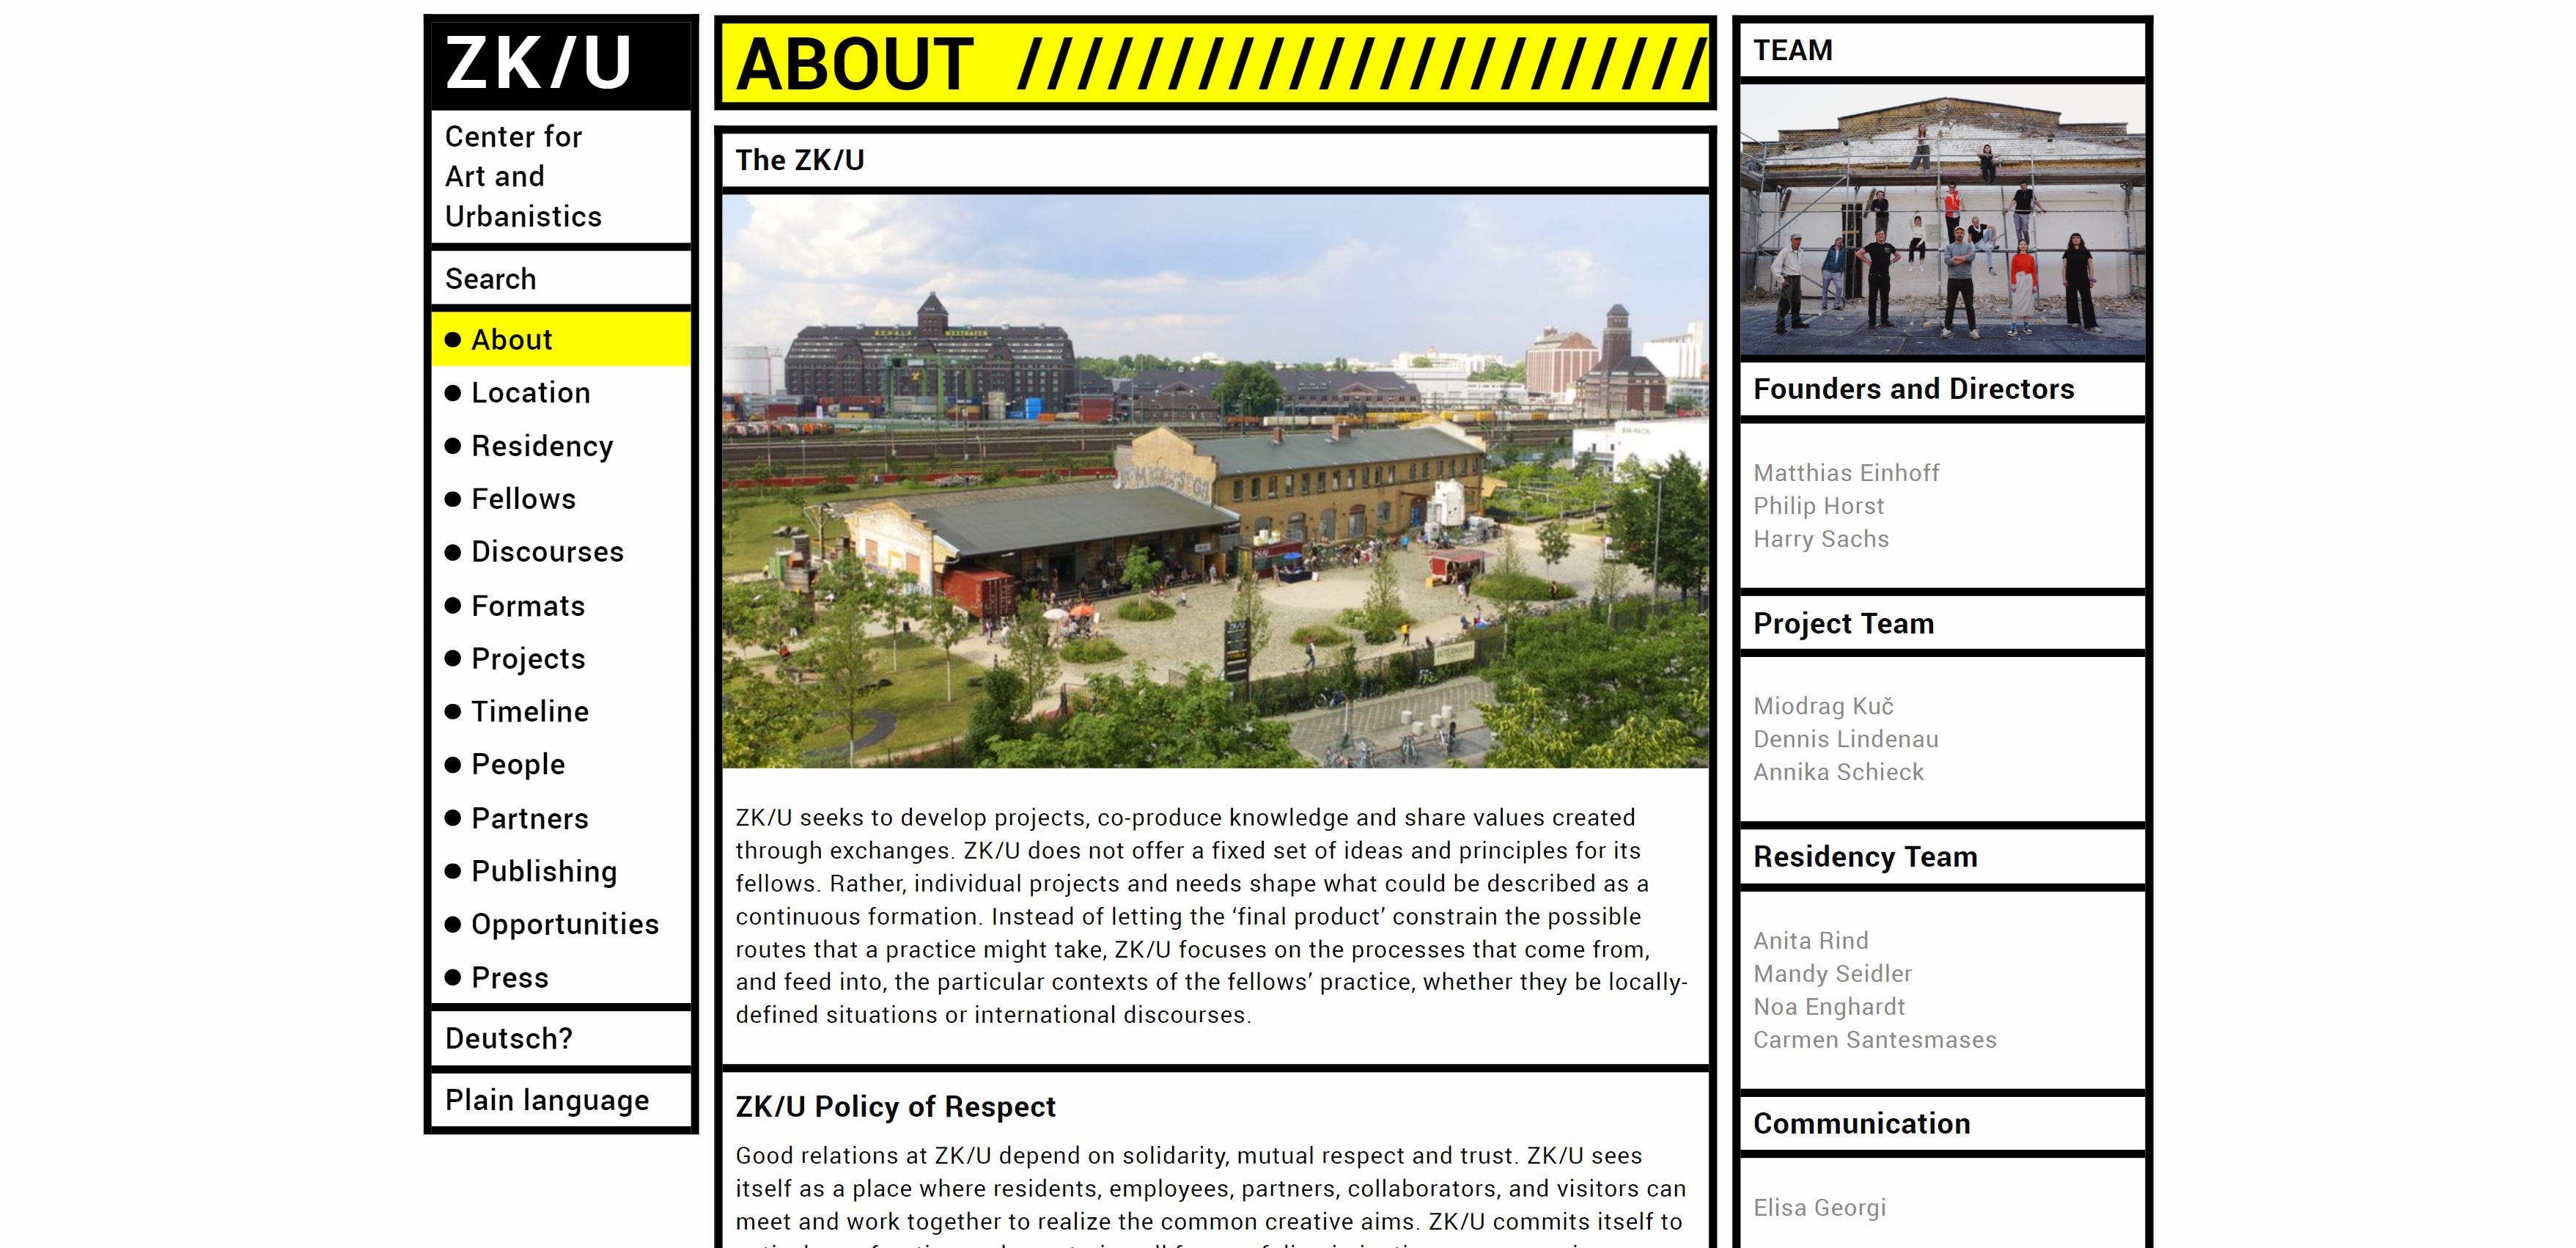 ZK/U
Center for
Art and
Urbanistics
Search
About
Location
Residency
Fellows
Discourses
Formats
Projects
Timeline
People
Partners
Publishing
Opportunities
Press
Deutsch?
Plain language
ABOUT ///////////////////////
The ZK/U
WESTHAFEN
ZK/U seeks to develop projects, co-produce knowledge and share values created
through exchanges. ZK/U does not offer a fixed set of ideas and principles for its
fellows. Rather, individual projects and needs shape what could be described as a
continuous formation. Instead of letting the ‘final product’ constrain the possible
routes that a practice might take, ZK/U focuses on the processes that come from,
and feed into, the particular contexts of the fellows’ practice, whether they be locally-
defined situations or international discourses.
ZK/U Policy of Respect
Good relations at ZK/U depend on solidarity, mutual respect and trust. ZK/U sees
itself as a place where residents, employees, partners, collaborators, and visitors can
meet and work together to realize the common creative aims. ZK/U commits itself to
TEAM
Founders and Directors
Matthias Einhoff
Philip Horst
Harry Sachs
Project Team
Miodrag Kuč
Dennis Lindenau
Annika Schieck
Residency Team
Anita Rind
Mandy Seidler
Noa Enghardt
Carmen Santesmases
Communication
Elisa Georgi